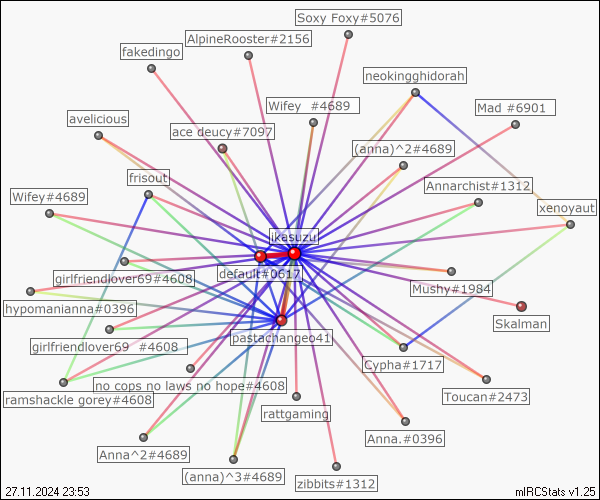 Soxy Foxy#5076
AlpineRooster#2156
fakedingo
neokingghidorah
Wifey  #4689
Mad #6901
avelicious
ace deucy#7097
(anna)^2#4689
frisout
Annarchist#1312
Wifey#4689
xenoyaut
ikasuzu
default#0617
girlfriendlover69#4608
Mushy#1984
hypomanianna#0396
Skalman
pastachangeo41
girlfriendlover69  #4608
Cypha#1717
no cops no laws no hope#4608
Toucan#2473
ramshackle gorey#4608
rattgaming
Anna.#0396
Anna^2#4689
(anna)^3#4689
zibbits#1312
27.11.2024 23:53
mIRCStats v1.25